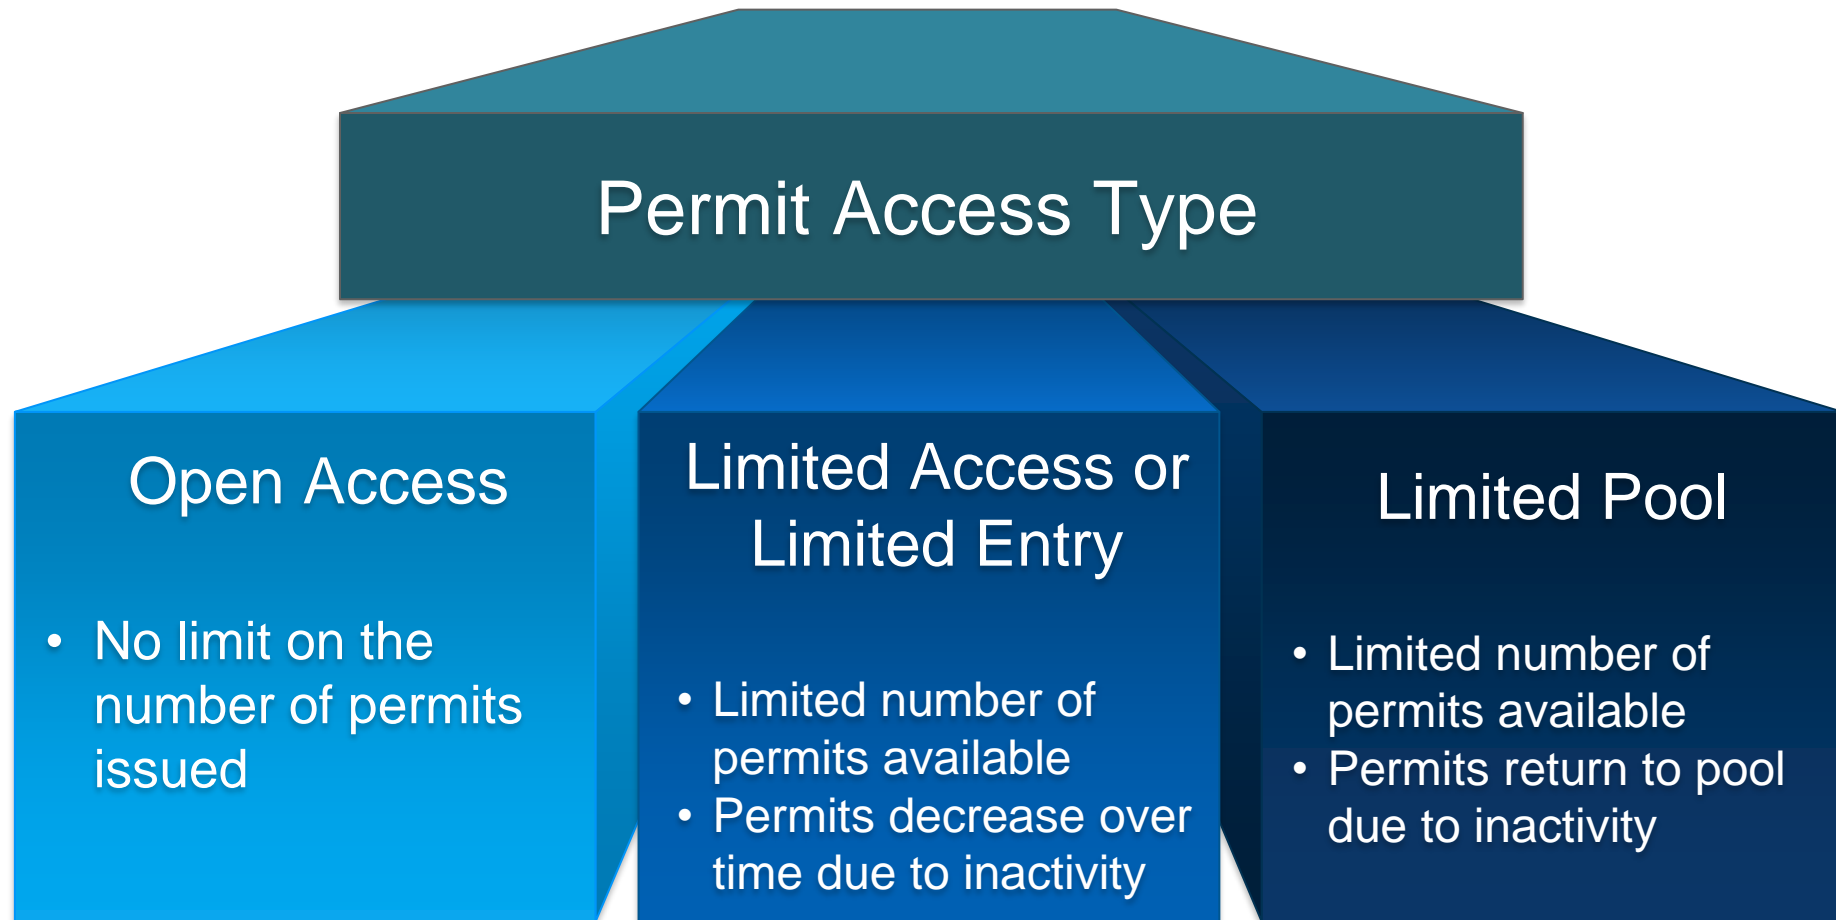 Permit Access Type
Open Access
• No limit on the
number of permits
issued
Limited Access or
Limited Entry
• Limited number of
permits available
• Permits decrease over
time due to inactivity
Limited Pool
• Limited number of
permits available
• Permits return to pool
due to inactivity